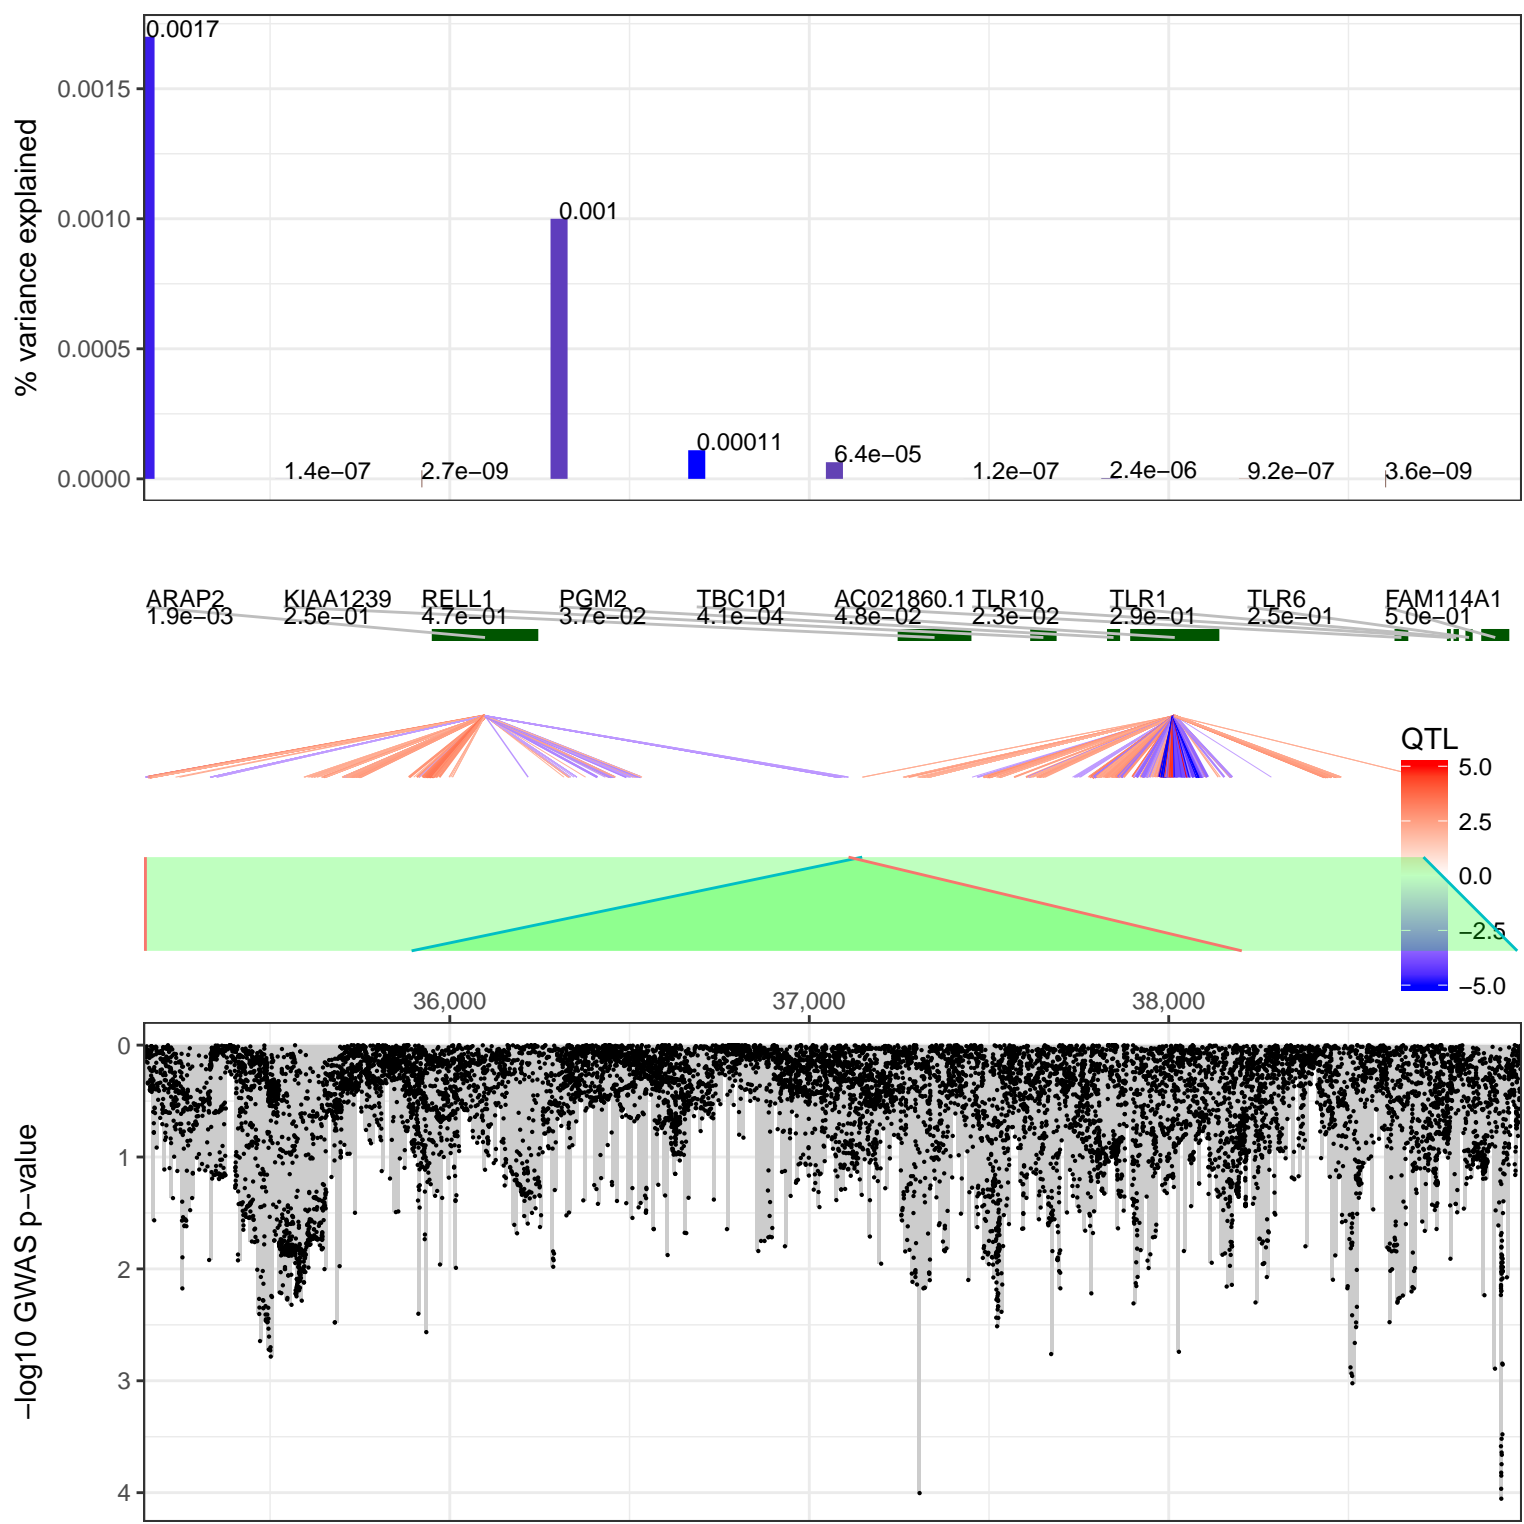 0.0017
0.0015
0.0010
0.0005
0.0000
% variance explained
0.001
0.00011
6.4e−05
1.4e−07
2.7e−09
1.2e−07
2.4e−06
9.2e−07
3.6e−09
ARAP2 KIAA1239 RELL1 PGM2 TBC1D1 AC021860.1 TLR10 TLR1 TLR6 FAM114A1
1.9e−03 2.5e−01 4.7e−01 3.7e−02 4.1e−04 4.8e−02 2.3e−02 2.9e−01 2.5e−01 5.0e−01
QTL
5.0
2.5
0.0
−2.5
−5.0
36,000 37,000 38,000
0
1
2
3
4
−log10 GWAS p−value